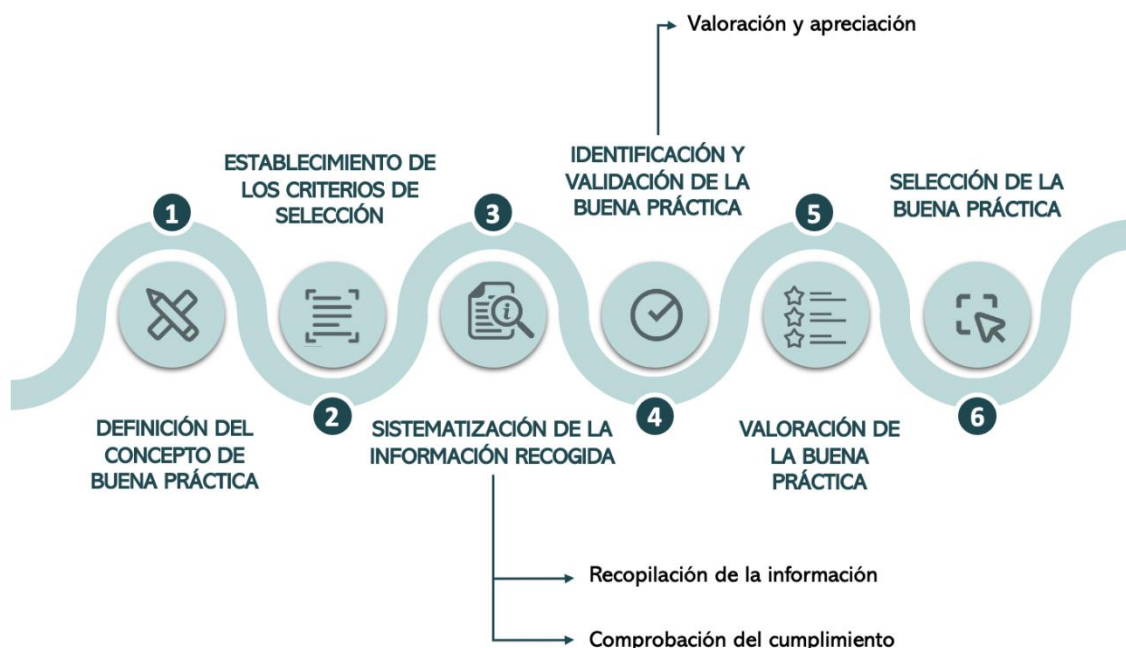 Valoración y apreciación
1
DEFINICIÓN DEL
CONCEPTO DE
BUENA PRÁCTICA
ESTABLECIMIENTO DE
LOS CRITERIOS DE
SELECCIÓN
2
3
SISTEMATIZACIÓN DE LA
INFORMACIÓN RECOGIDA
IDENTIFICACIÓN Y
VALIDACIÓN DE LA
BUENA PRÁCTICA
4
5
VALORACIÓN DE
LA BUENA
PRÁCTICA
SELECCIÓN DE LA
BUENA PRÁCTICA
6
i
Recopilación de la información
Comprobación del cumplimiento